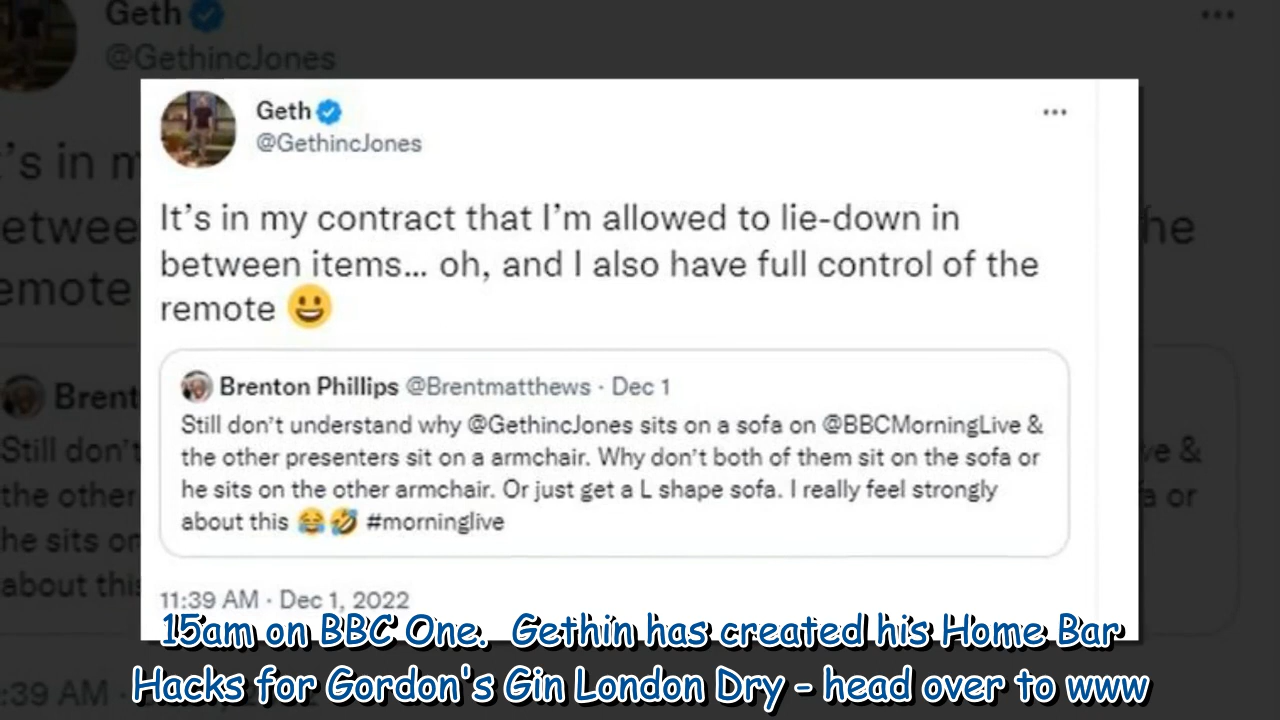 Geth
@GethincJones
Geth
@GethincJones
It's in my contract that I'm allowed to lie-down in
between items... oh, and I also have full control of the
remote 😀
Brenton Phillips @Brentmatthews · Dec 1
Still don't understand why @GethincJones sits on a sofa on @BBCMorningLive &
the other presenters sit on a armchair. Why don't both of them sit on the sofa or
he sits on the other armchair. Or just get a L shape sofa. I really feel strongly
about this 😂🤣 #morninglive
11:39 AM · Dec 1, 2022
15am on BBC One. Gethin has created his Home Bar
Hacks for Gordon's Gin London Dry - head over to www